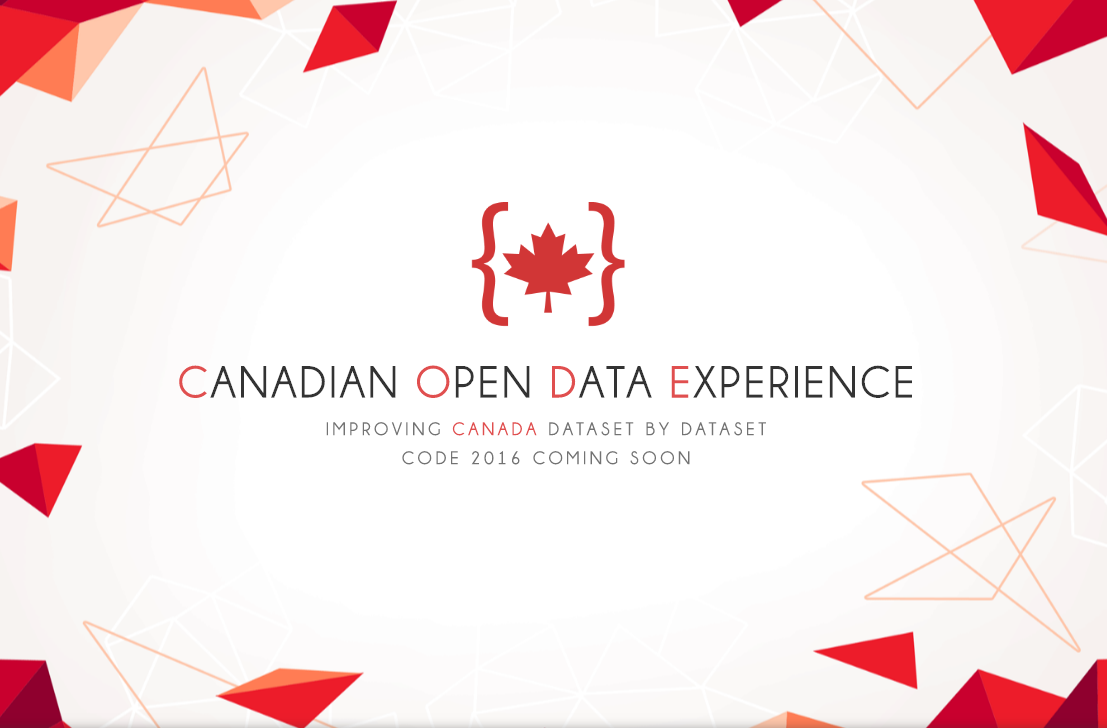 CANADIAN OPEN DATA EXPERIENCE
IMPROVING CANADA DATASET BY DATASET
CODE 2016 COMING SOON